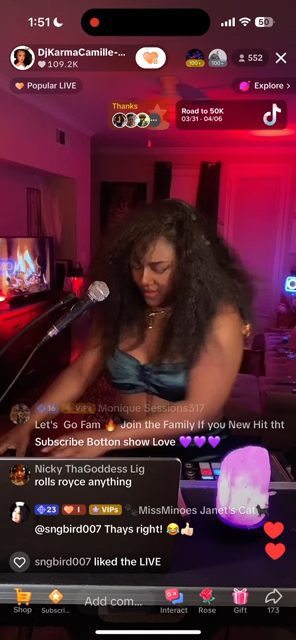 1:51
50
DjKarmaCamille-...
109.2K
100+
100+
552
Popular LIVE
Explore >
Thanks
Road to 50K
03/31 - 04/06
16 VIPs Monique Sessions317
Let's Go Fam 🔥 Join the Family If you New Hit tht
Subscribe Botton show Love 💜💜💜
Nicky ThaGoddess Lig
rolls royce anything
23 1 VIPs MissMinoes Janet's Cat
@sngbird007 Thays right! 😂👍🏻
sngbird007 liked the LIVE
Shop
Subscri...
Add com...
Interact
Rose
Gift
173